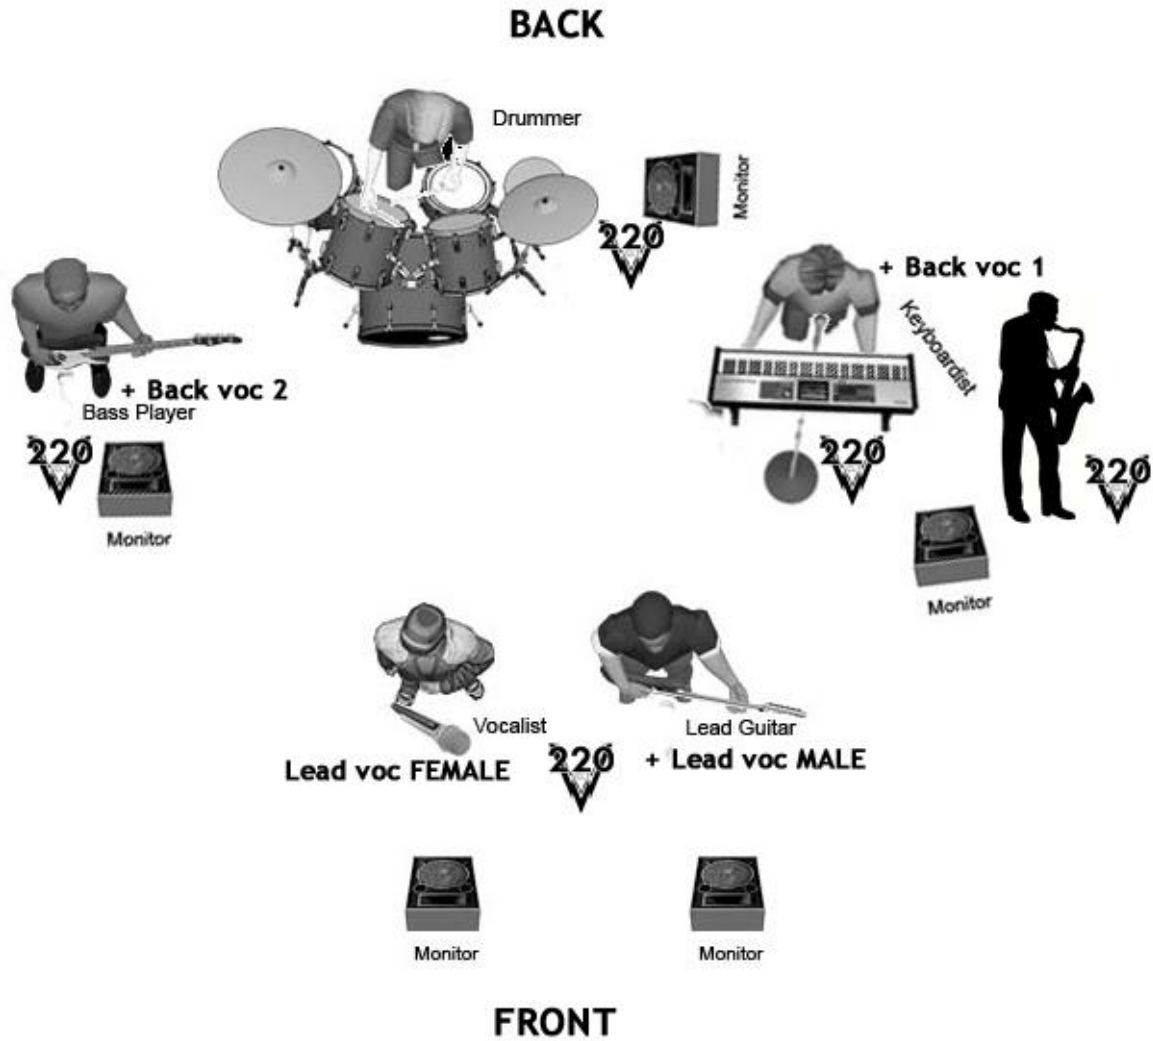 BACK
Drummer
Monitor
220
+ Back voc 1
Keyboardist
+ Back voc 2
Bass Player
220
220
220
Monitor
Monitor
Vocalist
Lead Guitar
Lead voc FEMALE
220
+ Lead voc MALE
Monitor
Monitor
FRONT